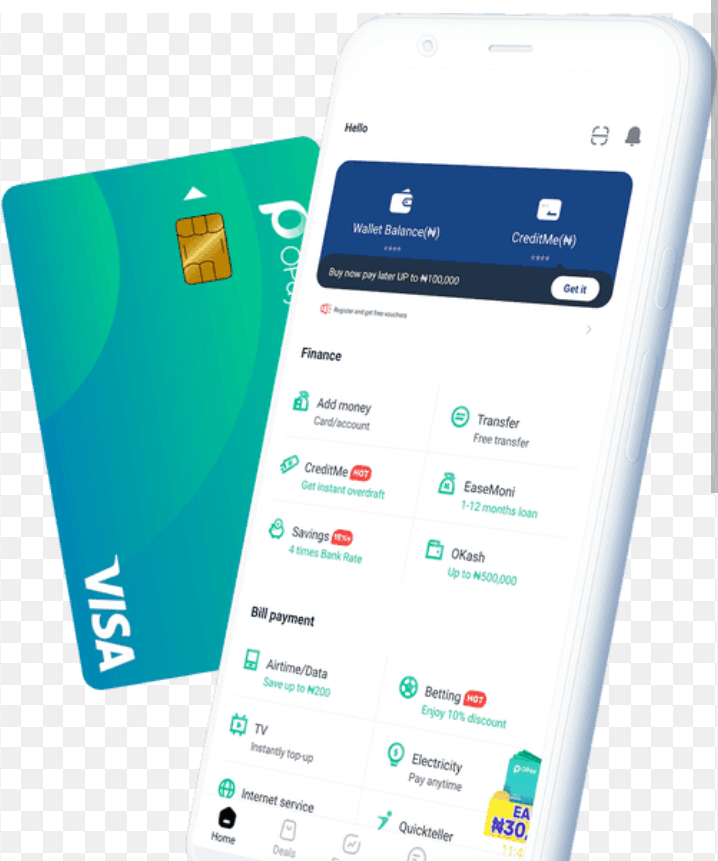 Hello
Wallet Balance(₦)
****
CreditMe(₦)
****
Buy now pay later UP to ₦100,000
Get it
Register and get free vouchers
Finance
Add money
Card/account
Transfer
Free transfer
CreditMe HOT
Get instant overdraft
EaseMoni
1-12 months loan
Savings
4 times Bank Rate
OKash
Up to ₦500,000
Bill payment
Airtime/Data
Save up to ₦200
Betting HOT
Enjoy 10% discount
TV
Instantly top-up
Electricity
Pay anytime
Internet service
Quickteller
OPay
EA
₦30,
Home
Deals
OPay
VISA